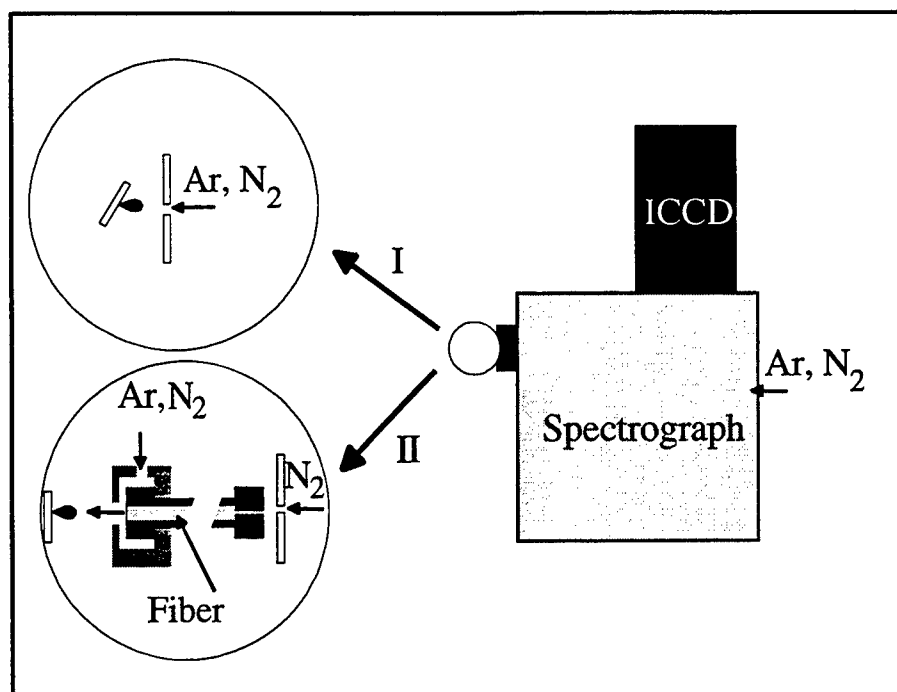 Ar, N2
ICCD
I
Ar, N2
Spectrograph
II
Ar,N2
N2
Fiber